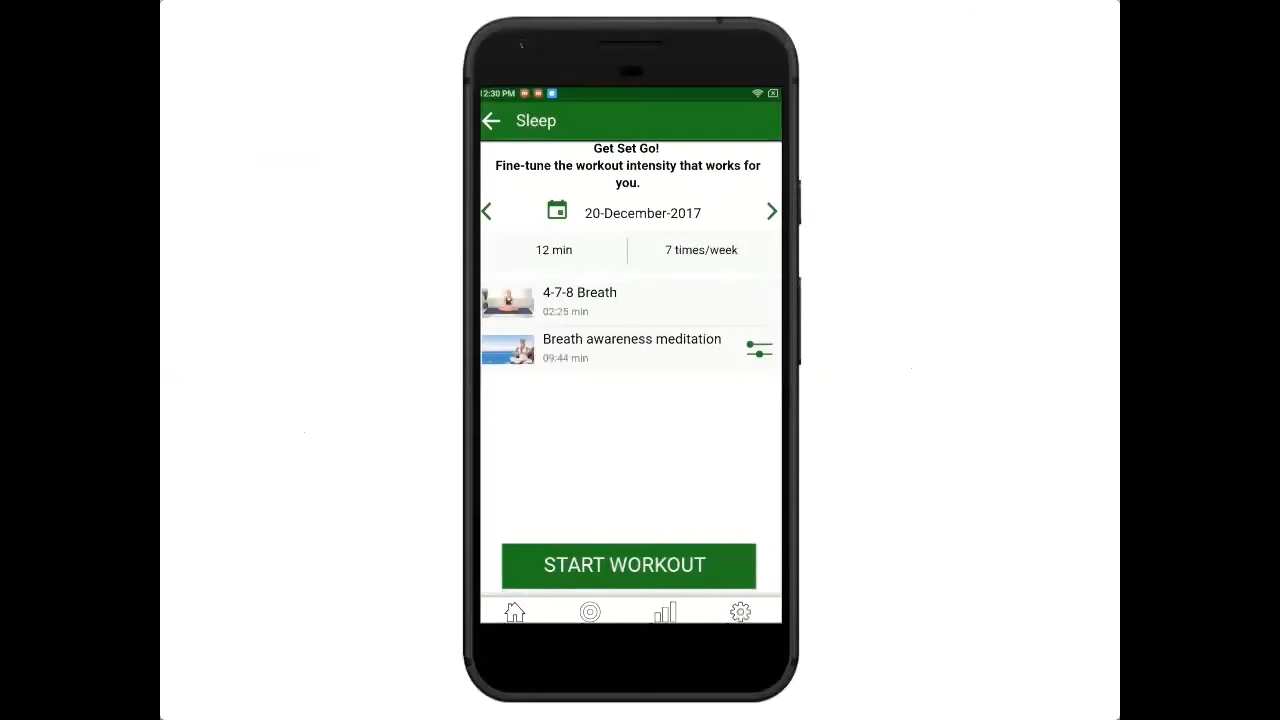 12:30 PM
Sleep
Get Set Go!
Fine-tune the workout intensity that works for
you.
20-December-2017
12 min
7 times/week
4-7-8 Breath
02:25 min
Breath awareness meditation
09:44 min
START WORKOUT